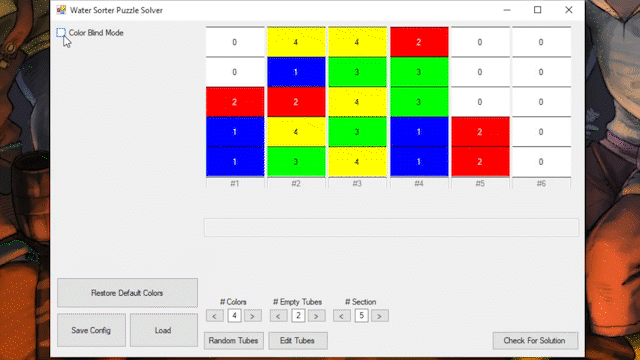 Water Sorter Puzzle Solver
Color Blind Mode
0 4 4 2 0 0
0 1 3 3 0 0
2 2 4 3 0 0
1 4 3 1 2 0
1 3 4 1 2 0
#1 #2 #3 #4 #5 #6
Restore Default Colors
# Colors # Empty Tubes # Section
< 4 > < 2 > < 5 >
Save Config Load
Random Tubes Edit Tubes Check For Solution